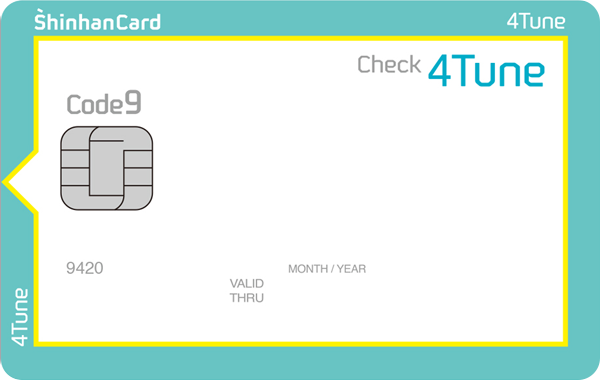 ShinhanCard
4Tune
Check 4Tune
Code9
9420
MONTH / YEAR
VALID
THRU
4Tune